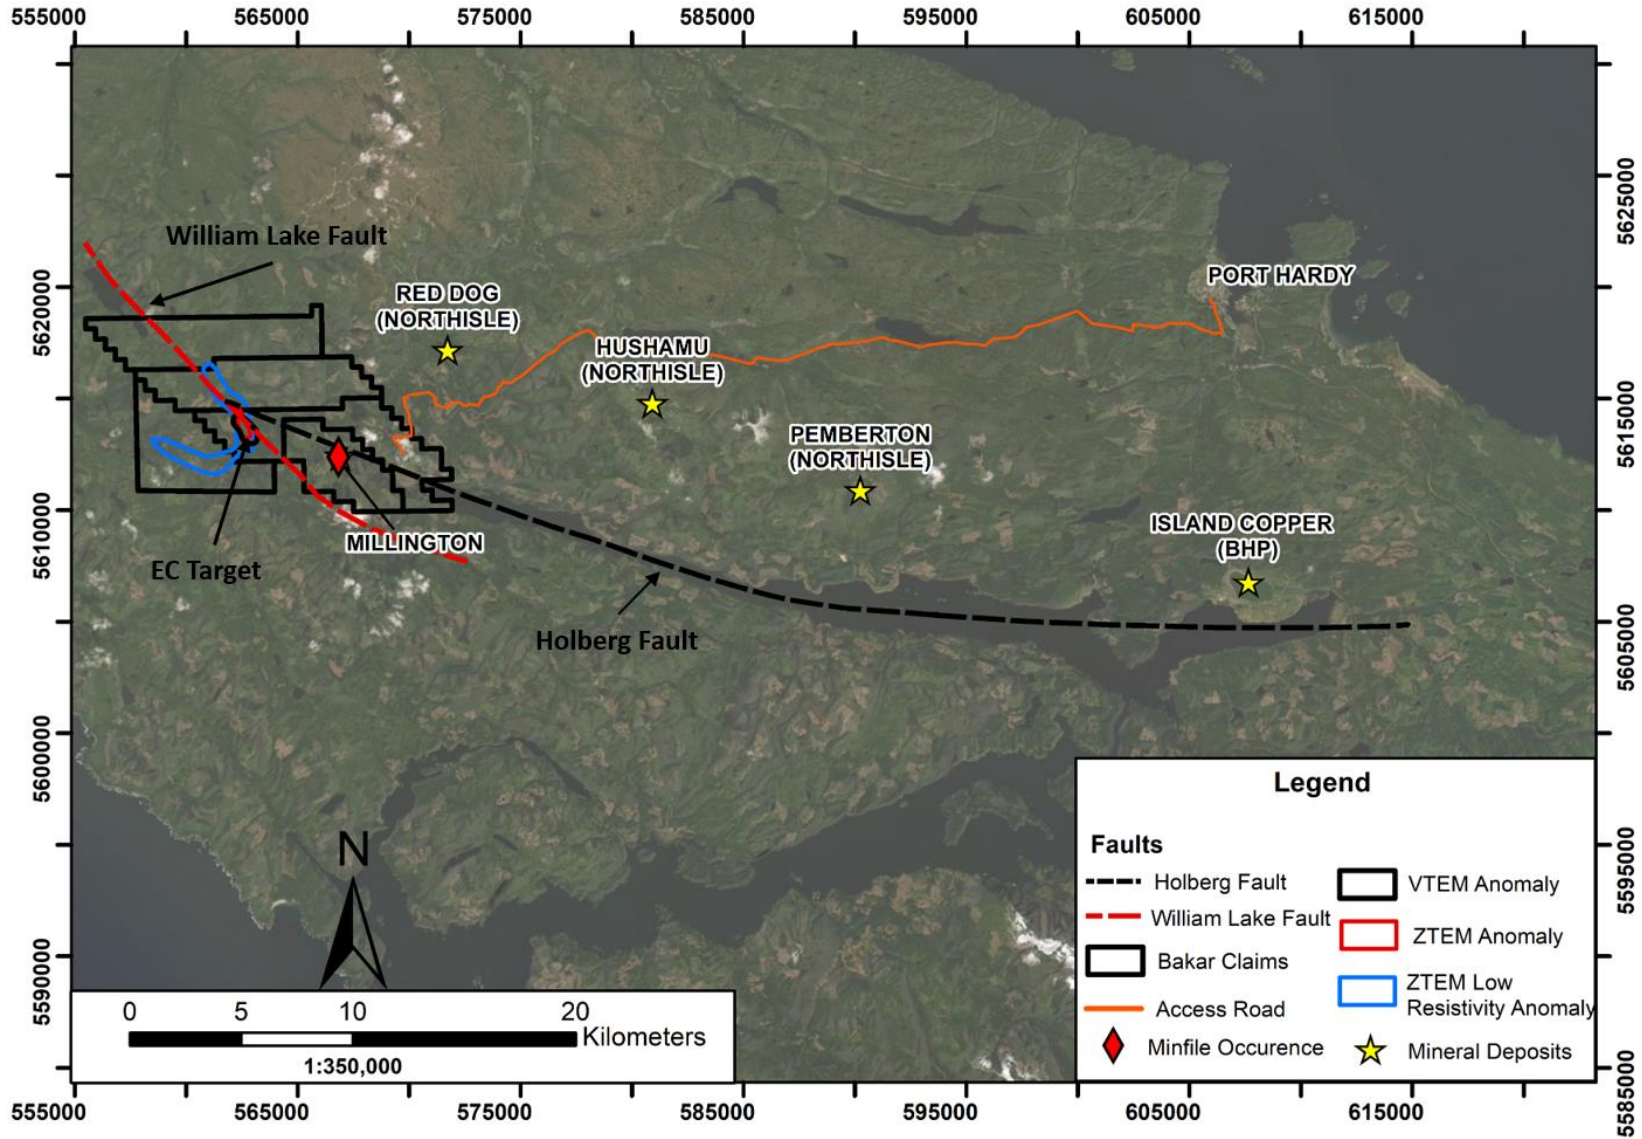 555000 565000 575000 585000 595000 605000 615000
5620000
5610000
5600000
5590000
5625000
5615000
5605000
5595000
5585000
William Lake Fault
RED DOG
(NORTHISLE)
PORT HARDY
HUSHAMU
(NORTHISLE)
PEMBERTON
(NORTHISLE)
ISLAND COPPER
(BHP)
MILLINGTON
EC Target
Holberg Fault
N
0 5 10 20
Kilometers
1:350,000
Legend
Faults
Holberg Fault
William Lake Fault
Bakar Claims
Access Road
Minfile Occurence
VTEM Anomaly
ZTEM Anomaly
ZTEM Low
Resistivity Anomaly
Mineral Deposits
555000 565000 575000 585000 595000 605000 615000